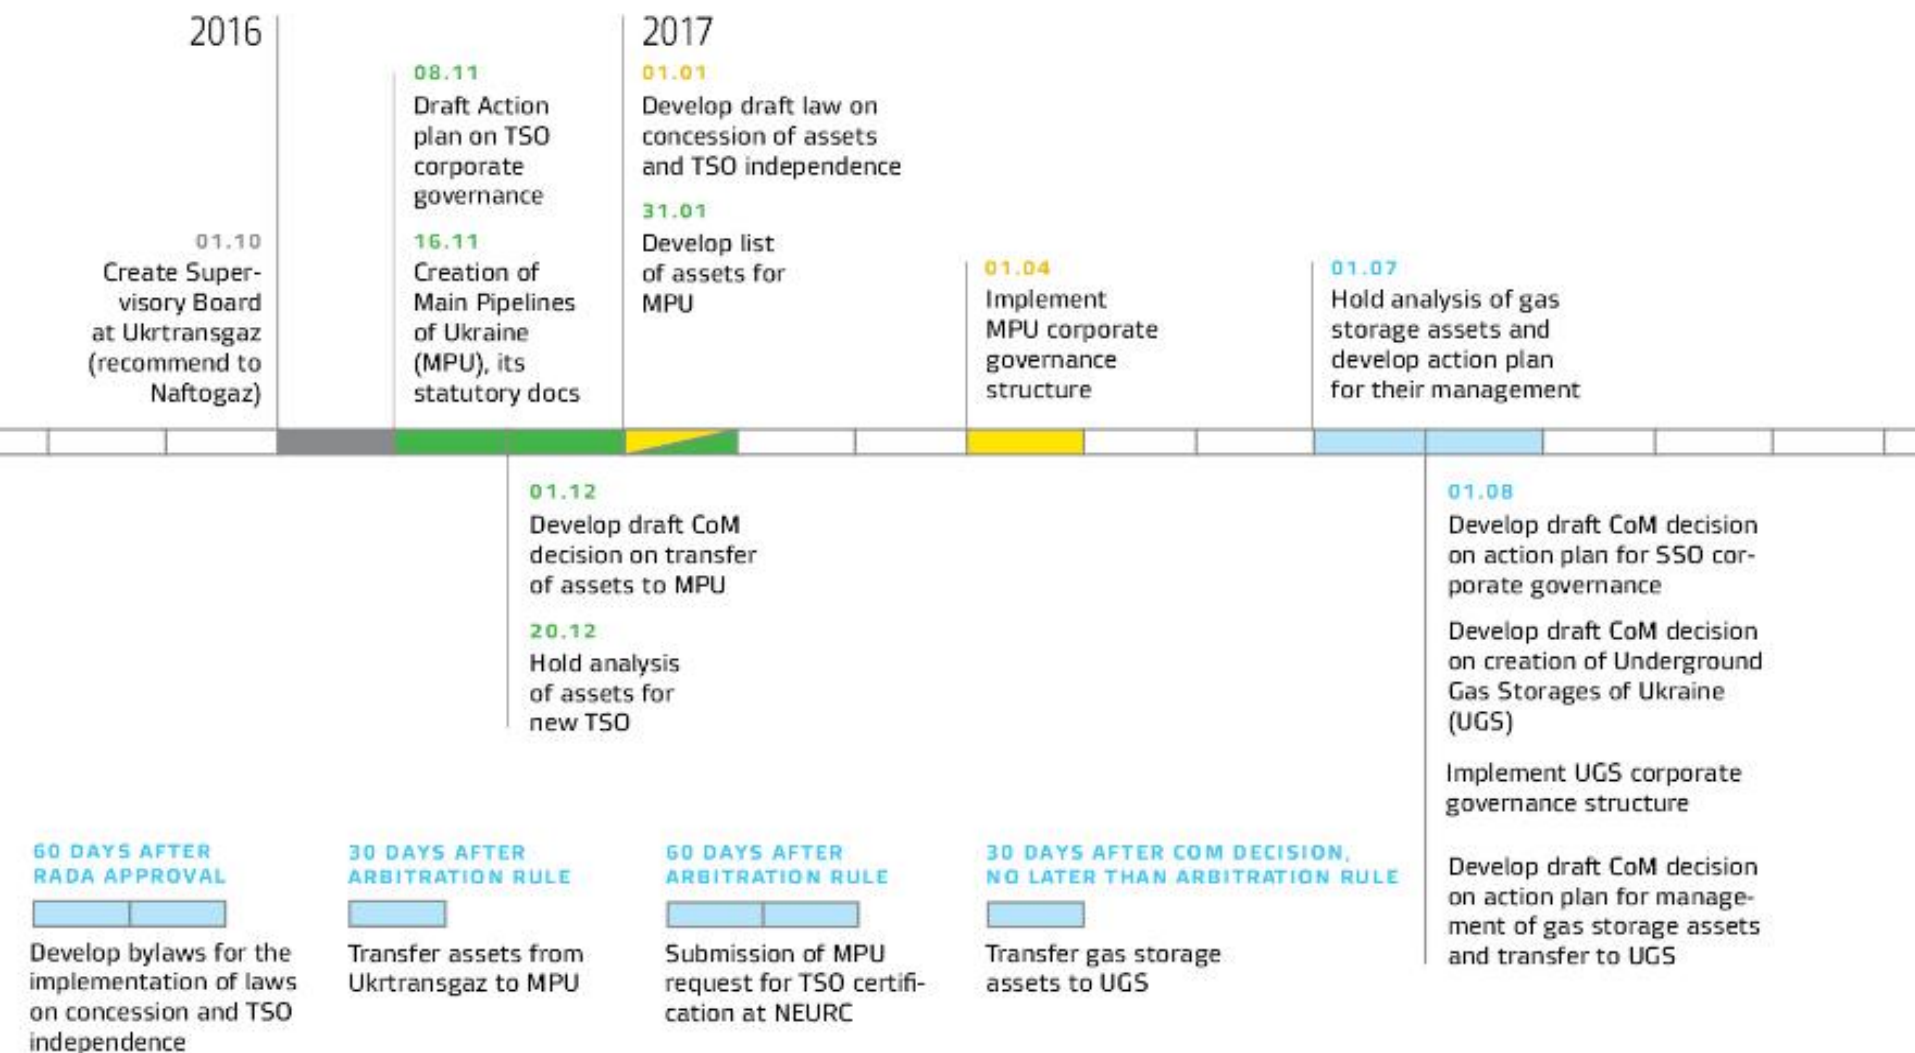 2016
01.10
Create Super-
visory Board
at Ukrtransgaz
(recommend to
Naftogaz)
08.11
Draft Action
plan on TSO
corporate
governance
16.11
Creation of
Main Pipelines
of Ukraine
(MPU), its
statutory docs
01.12
Develop draft CoM
decision on transfer
of assets to MPU
20.12
Hold analysis
of assets for
new TSO
2017
01.01
Develop draft law on
concession of assets
and TSO independence
31.01
Develop list
of assets for
MPU
01.04
Implement
MPU corporate
governance
structure
01.07
Hold analysis of gas
storage assets and
develop action plan
for their management
01.08
Develop draft CoM decision
on action plan for SSO cor-
porate governance
Develop draft CoM decision
on creation of Underground
Gas Storages of Ukraine
(UGS)
Implement UGS corporate
governance structure
Develop draft CoM decision
on action plan for manage-
ment of gas storage assets
and transfer to UGS
60 DAYS AFTER
RADA APPROVAL
Develop bylaws for the
implementation of laws
on concession and TSO
independence
30 DAYS AFTER
ARBITRATION RULE
Transfer assets from
Ukrtransgaz to MPU
60 DAYS AFTER
ARBITRATION RULE
Submission of MPU
request for TSO certifi-
cation at NEURC
30 DAYS AFTER COM DECISION,
NO LATER THAN ARBITRATION RULE
Transfer gas storage
assets to UGS